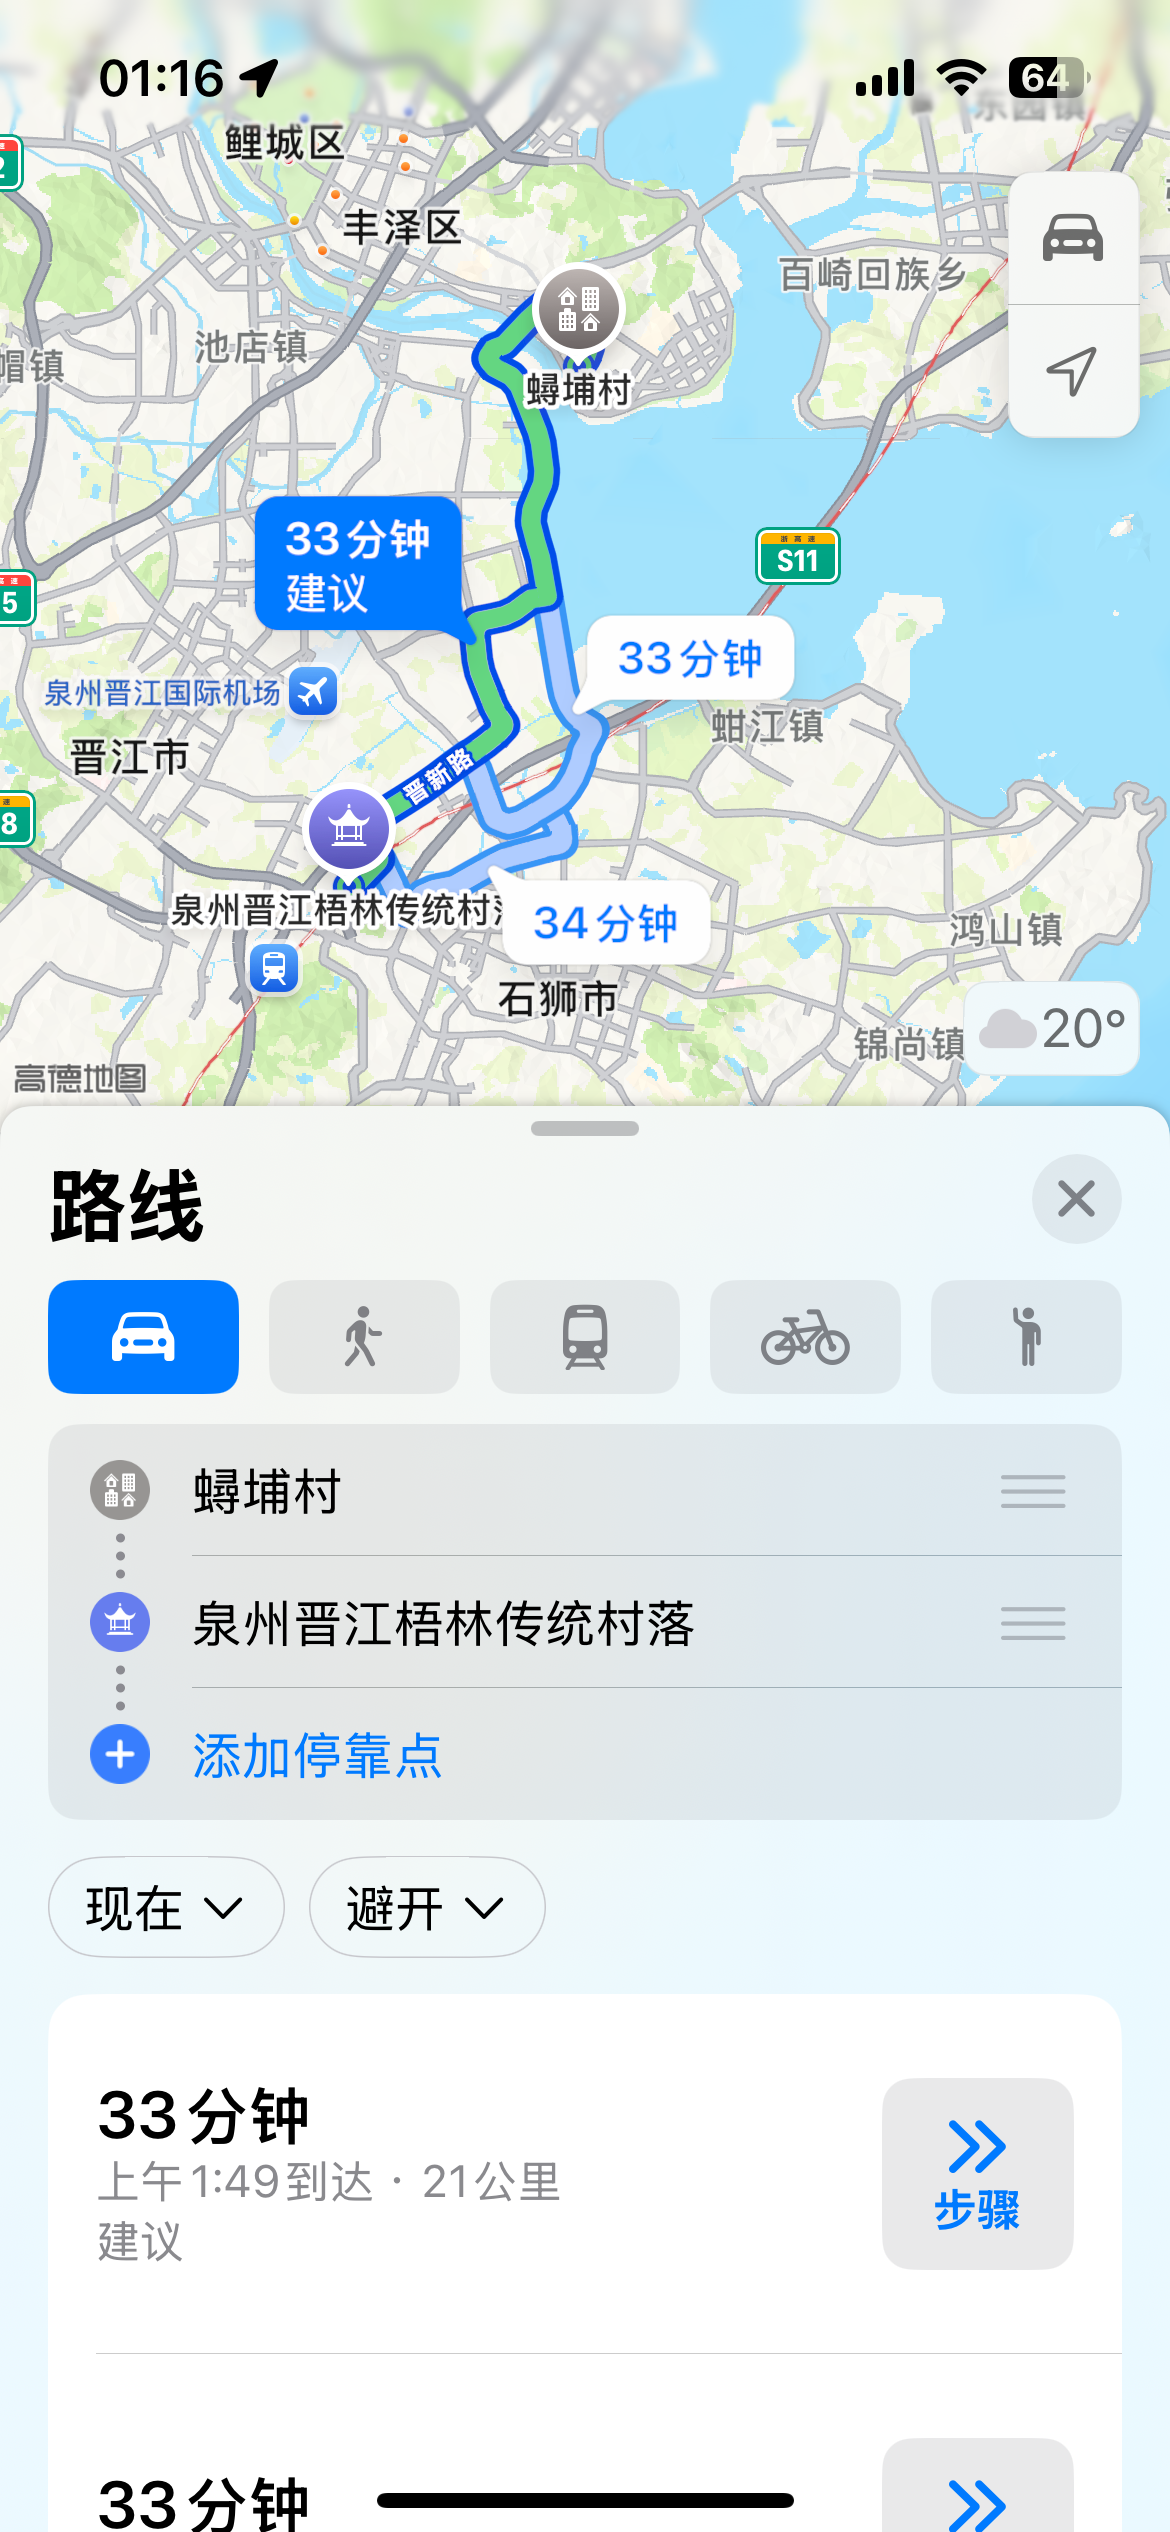 01:16
64
鲤城区
丰泽区
百崎回族乡
池店镇
帽镇
蟳埔村
33分钟
建议
S11
5
33分钟
泉州晋江国际机场
蚶江镇
晋江市
晋新路
8
泉州晋江梧林传统村
34分钟
鸿山镇
石狮市
锦尚镇
20°
高德地图
路线
蟳埔村
泉州晋江梧林传统村落
添加停靠点
现在
避开
33分钟
上午1:49到达 · 21公里
建议
步骤
33分钟